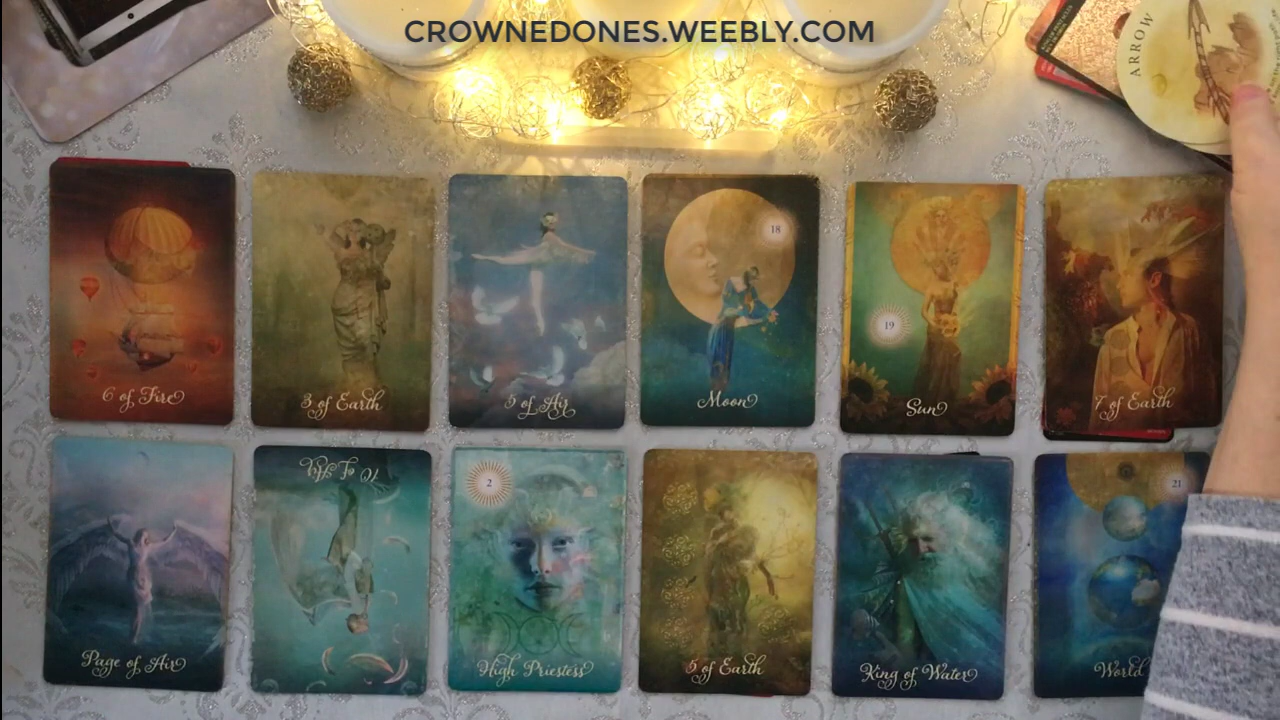 CROWNEDONES.WEEBLY.COM
ARROW
18
19
6 of Fire
3 of Earth
5 of Air
Moon
Sun
7 of Earth
10 of Air
2
21
Page of Air
High Priestess
5 of Earth
King of Water
World